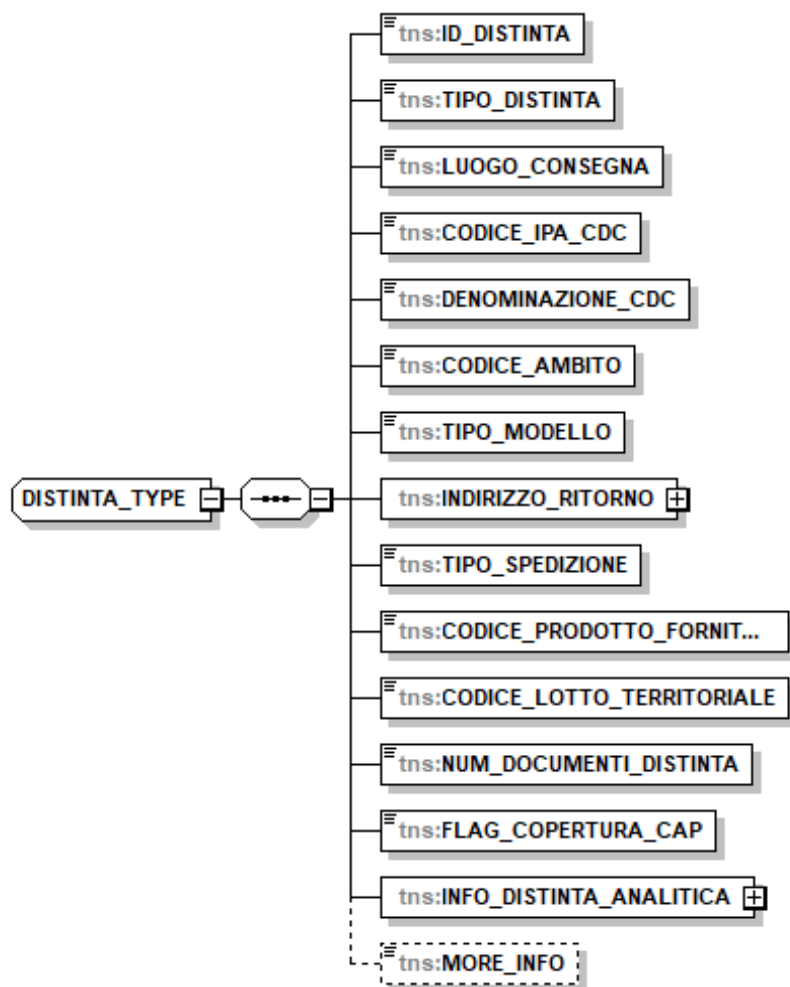 tns:ID_DISTINTA
tns:TIPO_DISTINTA
tns:LUOGO_CONSEGNA
tns:CODICE_IPA_CDC
tns:DENOMINAZIONE_CDC
tns:CODICE_AMBITO
tns:TIPO_MODELLO
DISTINTA_TYPE
tns:INDIRIZZO_RITORNO
tns:TIPO_SPEDIZIONE
tns:CODICE_PRODOTTO_FORNIT...
tns:CODICE_LOTTO_TERRITORIALE
tns:NUM_DOCUMENTI_DISTINTA
tns:FLAG_COPERTURA_CAP
tns:INFO_DISTINTA_ANALITICA
tns:MORE_INFO